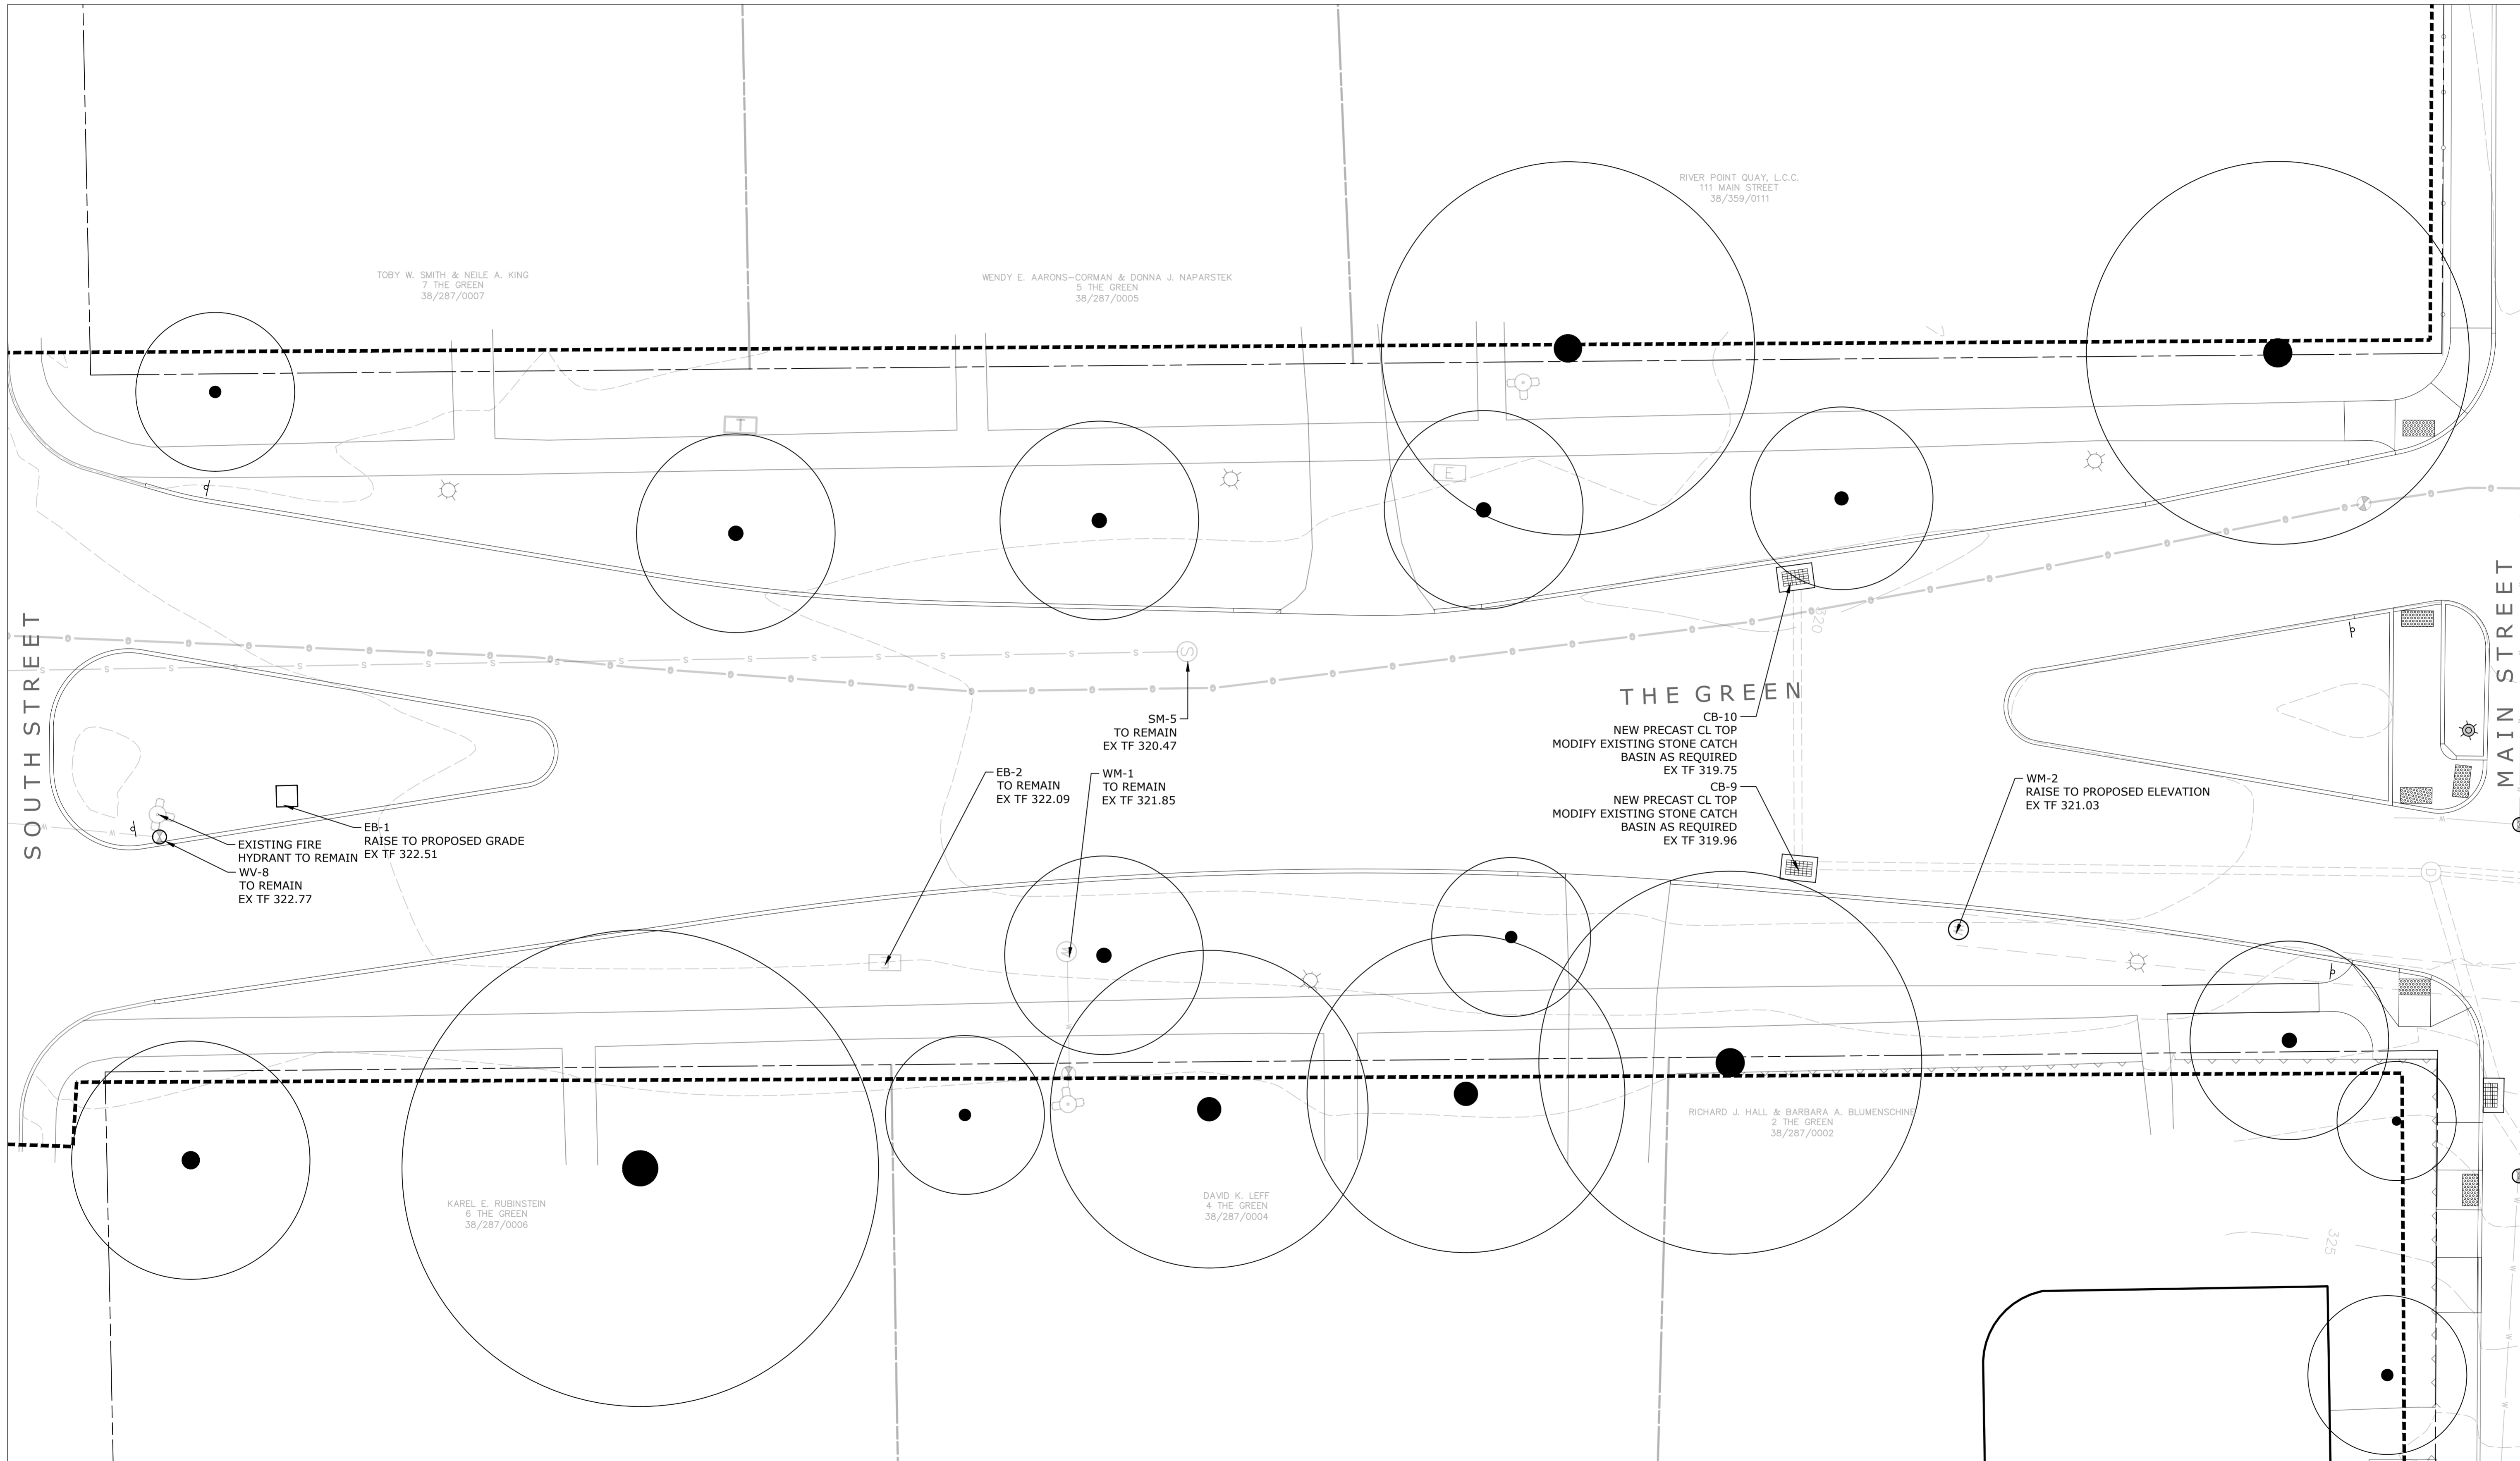 RIVER POINT QUAY, L.C.C.
111 MAIN STREET
38/359/0111
TOBY W. SMITH & NEILE A. KING
7 THE GREEN
38/287/0007
WENDY E. AARONS-CORMAN & DONNA J. NAPARSTEK
5 THE GREEN
38/287/0005
T
E
320
SOUTH STREET
S
THE GREEN
MAIN STREET
SM-5
TO REMAIN
EX TF 320.47
CB-10
NEW PRECAST CL TOP
MODIFY EXISTING STONE CATCH
BASIN AS REQUIRED
EX TF 319.75
EB-2
TO REMAIN
EX TF 322.09
WM-1
TO REMAIN
EX TF 321.85
CB-9
NEW PRECAST CL TOP
MODIFY EXISTING STONE CATCH
BASIN AS REQUIRED
EX TF 319.96
WM-2
RAISE TO PROPOSED ELEVATION
EX TF 321.03
EB-1
RAISE TO PROPOSED GRADE
EX TF 322.51
EXISTING FIRE
HYDRANT TO REMAIN
WV-8
TO REMAIN
EX TF 322.77
D
RICHARD J. HALL & BARBARA A. BLUMENSCHINE
2 THE GREEN
38/287/0002
KAREL E. RUBINSTEIN
6 THE GREEN
38/287/0006
DAVID K. LEFF
4 THE GREEN
38/287/0004
325